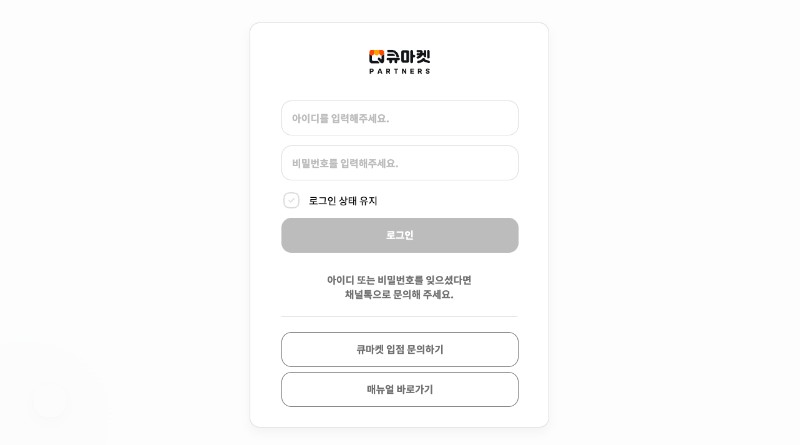 큐마켓
PARTNERS
아이디를 입력해주세요.
비밀번호를 입력해주세요.
로그인 상태 유지
로그인
아이디 또는 비밀번호를 잊으셨다면
채널톡으로 문의해 주세요.
큐마켓 입점 문의하기
매뉴얼 바로가기